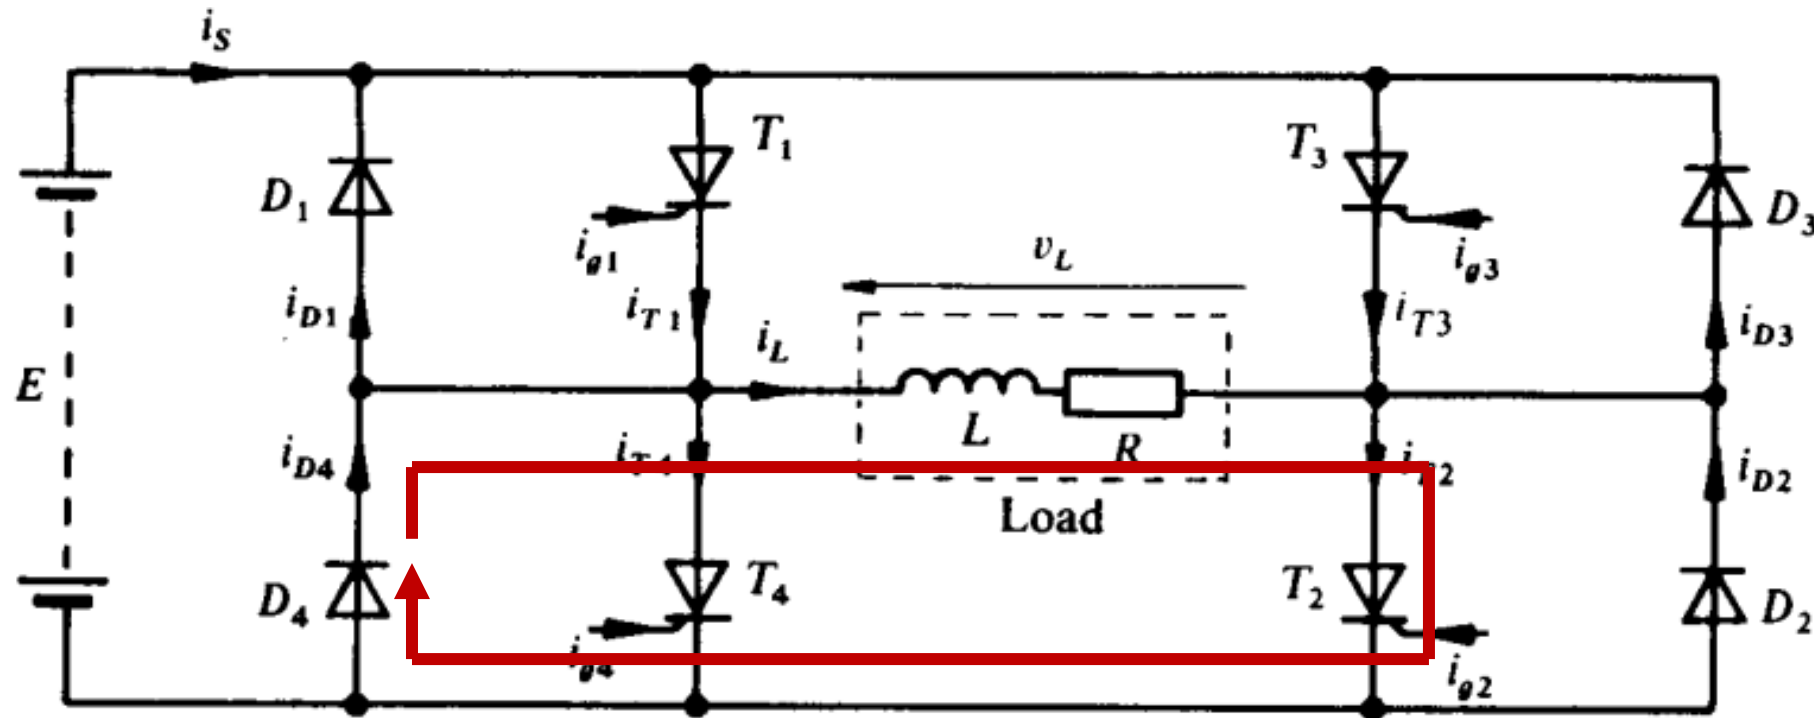 i_S
T_1
T_3
D_1
D_3
i_g1
v_L
i_g3
i_D1
i_T1
i_T3
i_D3
i_L
E
L
R
i_D4
i_D2
Load
D_4
T_4
T_2
D_2
i_g4
i_g2